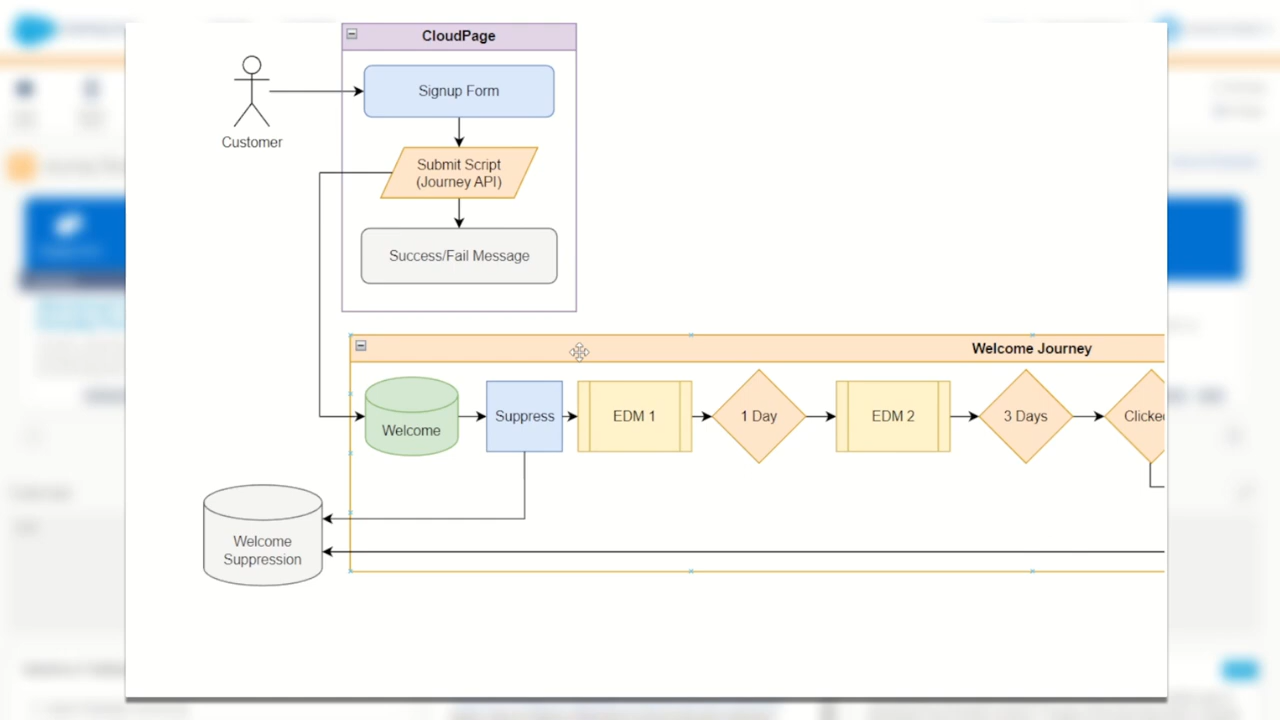 CloudPage
Signup Form
Customer
Submit Script
(Journey API)
Success/Fail Message
Welcome Journey
Welcome
Suppress
EDM 1
1 Day
EDM 2
3 Days
Clicke
Welcome
Suppression